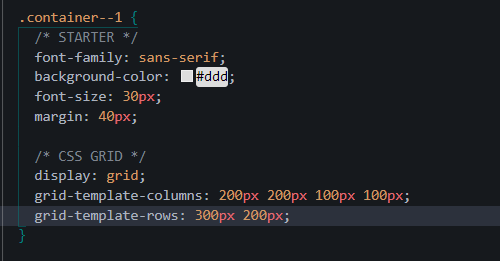 .container--1 {
/* STARTER */
font-family: sans-serif;
background-color: #ddd;
font-size: 30px;
margin: 40px;
/* CSS GRID */
display: grid;
grid-template-columns: 200px 200px 100px 100px;
grid-template-rows: 300px 200px;
}